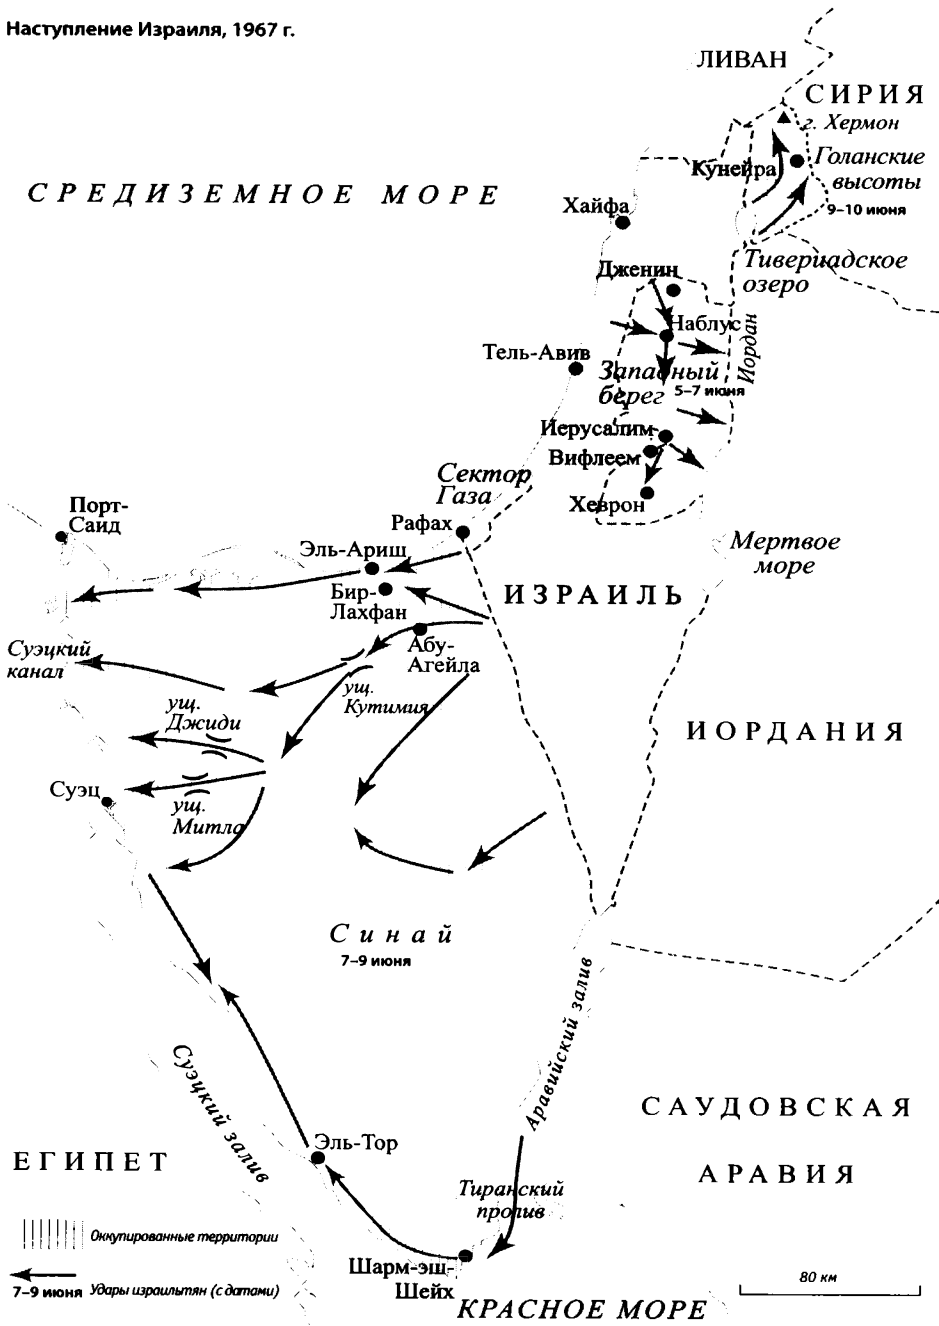 Наступление Израиля, 1967 г.
ЛИВАН
СИРИЯ
г. Хермон
Кунейра
Голанские
высоты
9–10 июня
СРЕДИЗЕМНОЕ МОРЕ
Хайфа
Тивериадское
озеро
Дженин
Наблус
Иордан
Тель-Авив
Западный
берег
5–7 июня
Иерусалим
Вифлеем
Хеврон
Сектор
Газа
Рафах
Порт-
Саид
Эль-Ариш
Бир-
Лахфан
Мертвое
море
ИЗРАИЛЬ
Абу-
Агейла
Суэцкий
канал
ущ.
Кутимия
ущ.
Джиди
ИОРДАНИЯ
Суэц
ущ.
Митла
Синай
7–9 июня
Аравийский залив
Суэцкий залив
САУДОВСКАЯ
АРАВИЯ
Эль-Тор
ЕГИПЕТ
Тиранский
пролив
Шарм-эш-
Шейх
КРАСНОЕ МОРЕ
Оккупированные территории
7–9 июня Удары израильтян (с датами)
80 км